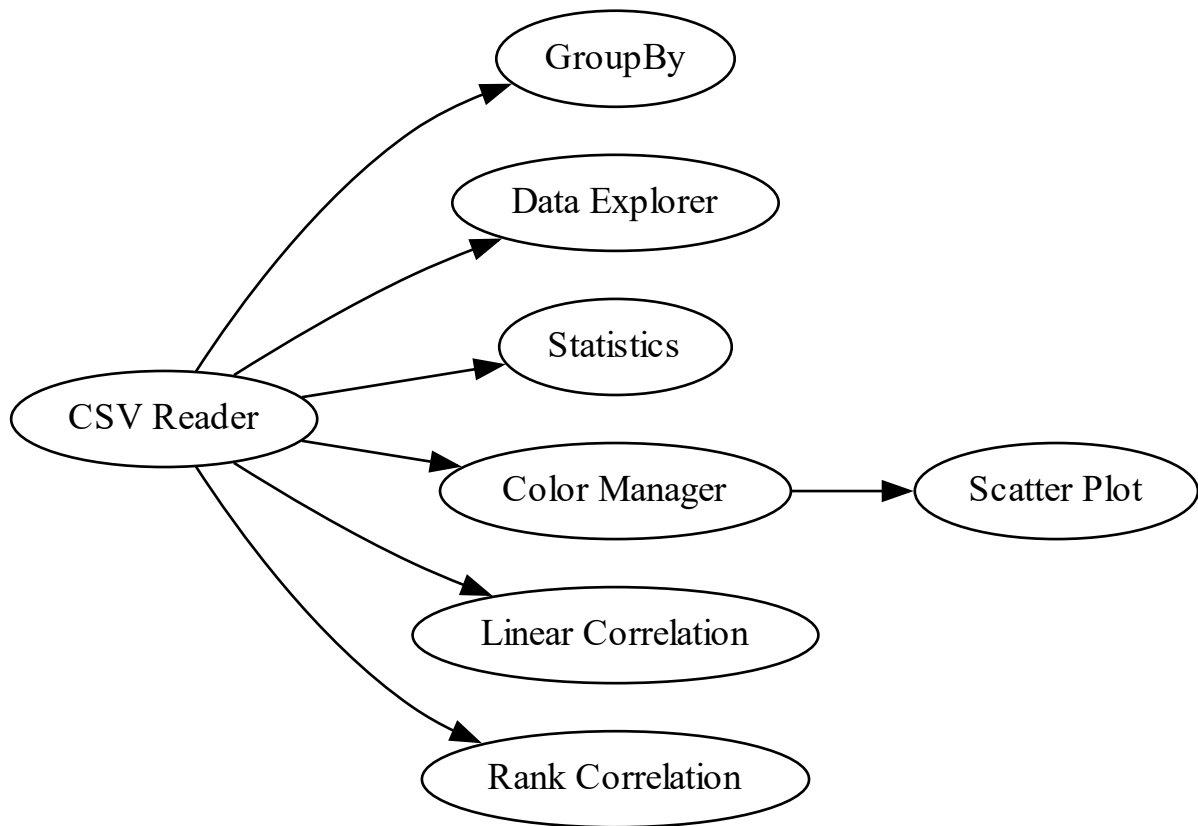 GroupBy
Data Explorer
Statistics
CSV Reader
Color Manager
Scatter Plot
Linear Correlation
Rank Correlation